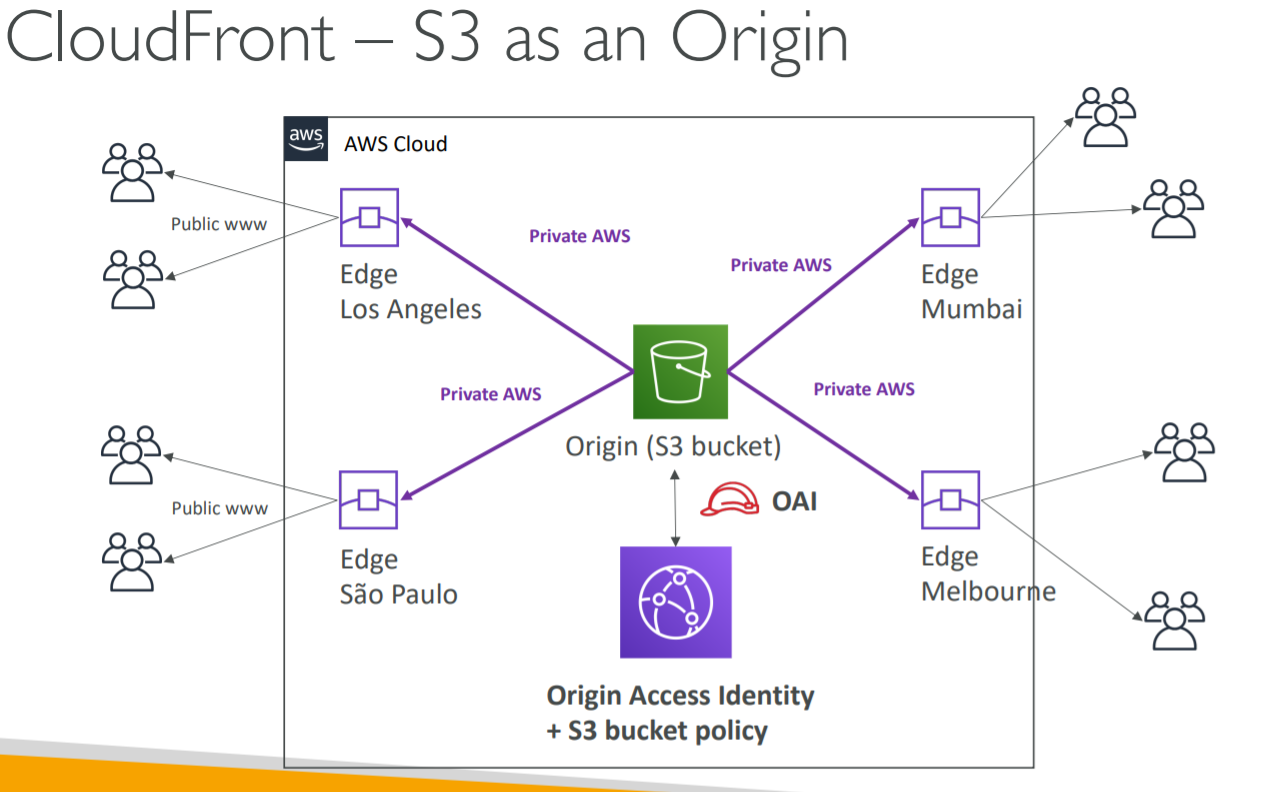 CloudFront – S3 as an Origin
aws
AWS Cloud
Public www
Private AWS
Private AWS
Edge
Los Angeles
Edge
Mumbai
Private AWS
Private AWS
Origin (S3 bucket)
OAI
Public www
Edge
São Paulo
Edge
Melbourne
Origin Access Identity
+ S3 bucket policy